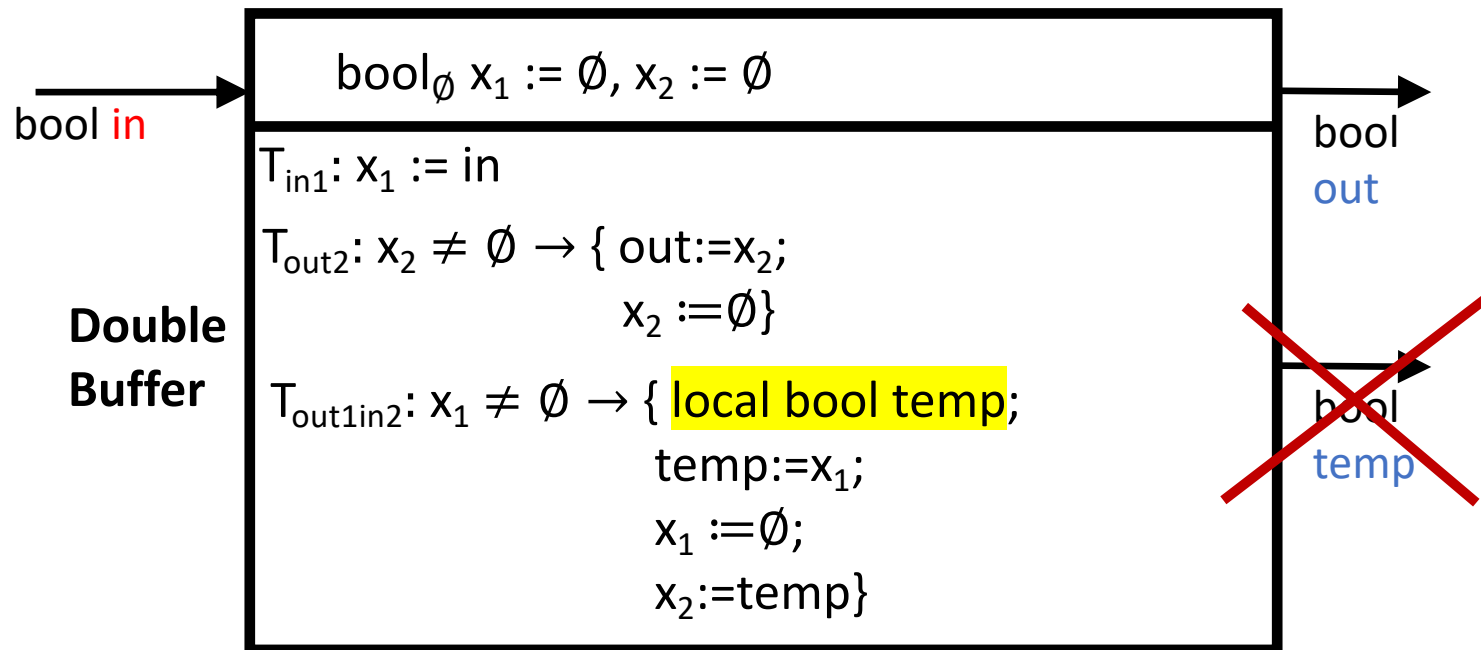 bool∅ x₁ := ∅, x₂ := ∅
bool in
bool
out
Tᵢₙ₁: x₁ := in
Tₒᵤₜ₂: x₂ ≠ ∅ → { out:=x₂;
x₂ :=∅}
Double
Buffer
Tₒᵤₜ₁ᵢₙ₂: x₁ ≠ ∅ → { local bool temp;
temp:=x₁;
x₁ :=∅;
x₂:=temp}
bool
temp